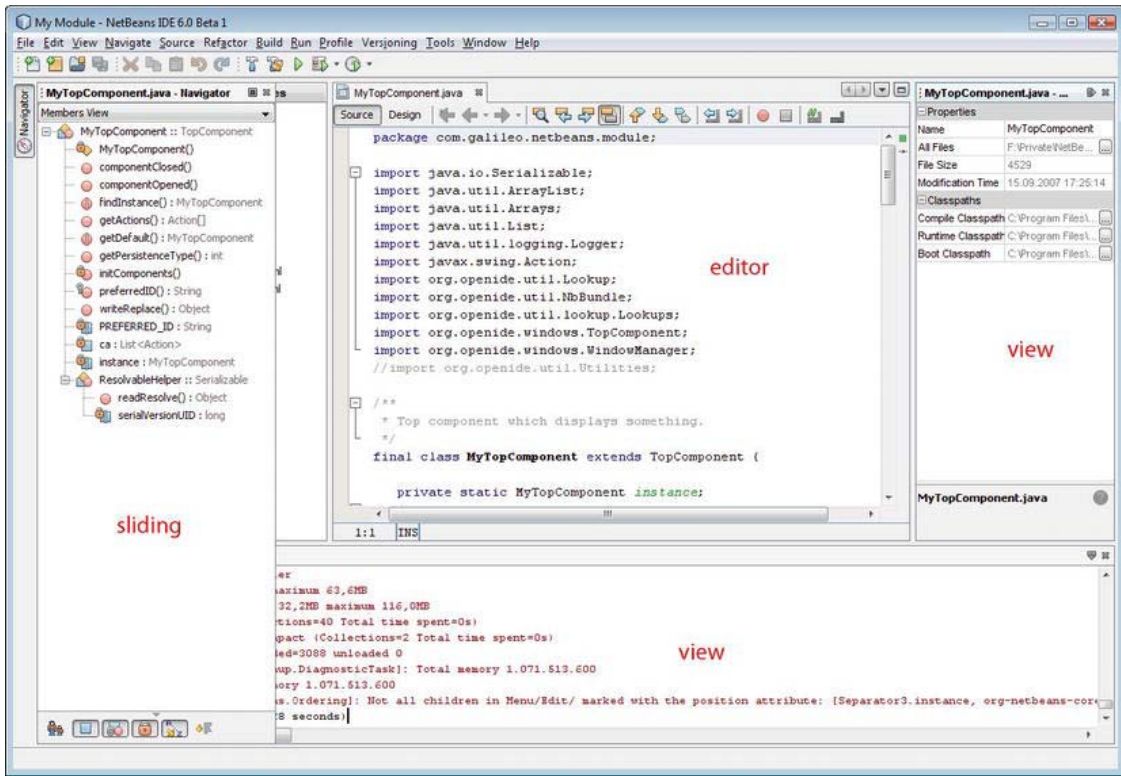 My Module - NetBeans IDE 6.0 Beta 1
File Edit View Navigate Source Refactor Build Run Profile Versioning Tools Window Help
Navigator
MyTopComponent.java - Navigator
Members View
MyTopComponent :: TopComponent
MyTopComponent()
componentClosed()
componentOpened()
findInstance() : MyTopComponent
getActions() : Action[]
getDefault() : MyTopComponent
getPersistenceType() : int
initComponents()
preferredID() : String
writeReplace() : Object
PREFERRED_ID : String
ca : List<Action>
instance : MyTopComponent
ResolvableHelper :: Serializable
readResolve() : Object
serialVersionUID : long
sliding
MyTopComponent.java
Source Design
package com.galileo.netbeans.module;
import java.io.Serializable;
import java.util.ArrayList;
import java.util.Arrays;
import java.util.List;
import java.util.logging.Logger;
import javax.swing.Action;
import org.openide.util.Lookup;
import org.openide.util.NbBundle;
import org.openide.util.lookup.Lookups;
import org.openide.windows.TopComponent;
import org.openide.windows.WindowManager;
//import org.openide.util.Utilities;
/**
* Top component which displays something.
*/
final class MyTopComponent extends TopComponent {
private static MyTopComponent instance;
editor
1:1 INS
MyTopComponent.java - ...
Properties
Name MyTopComponent
All Files F:\Private\NetBe... ...
File Size 4529
Modification Time 15.09.2007 17:25:14
Classpaths
Compile Classpath C:\Program Files\... ...
Runtime Classpath C:\Program Files\... ...
Boot Classpath C:\Program Files\... ...
view
MyTopComponent.java
er
aximum 63,6MB
32,2MB maximum 116,0MB
tions=40 Total time spent=0s)
pact (Collections=2 Total time spent=0s)
ded=3088 unloaded 0
up.DiagnosticTask]: Total memory 1.071.513.600
ory 1.071.513.600
s.Ordering]: Not all children in Menu/Edit/ marked with the position attribute: [Separator3.instance, org-netbeans-core
8 seconds)
view